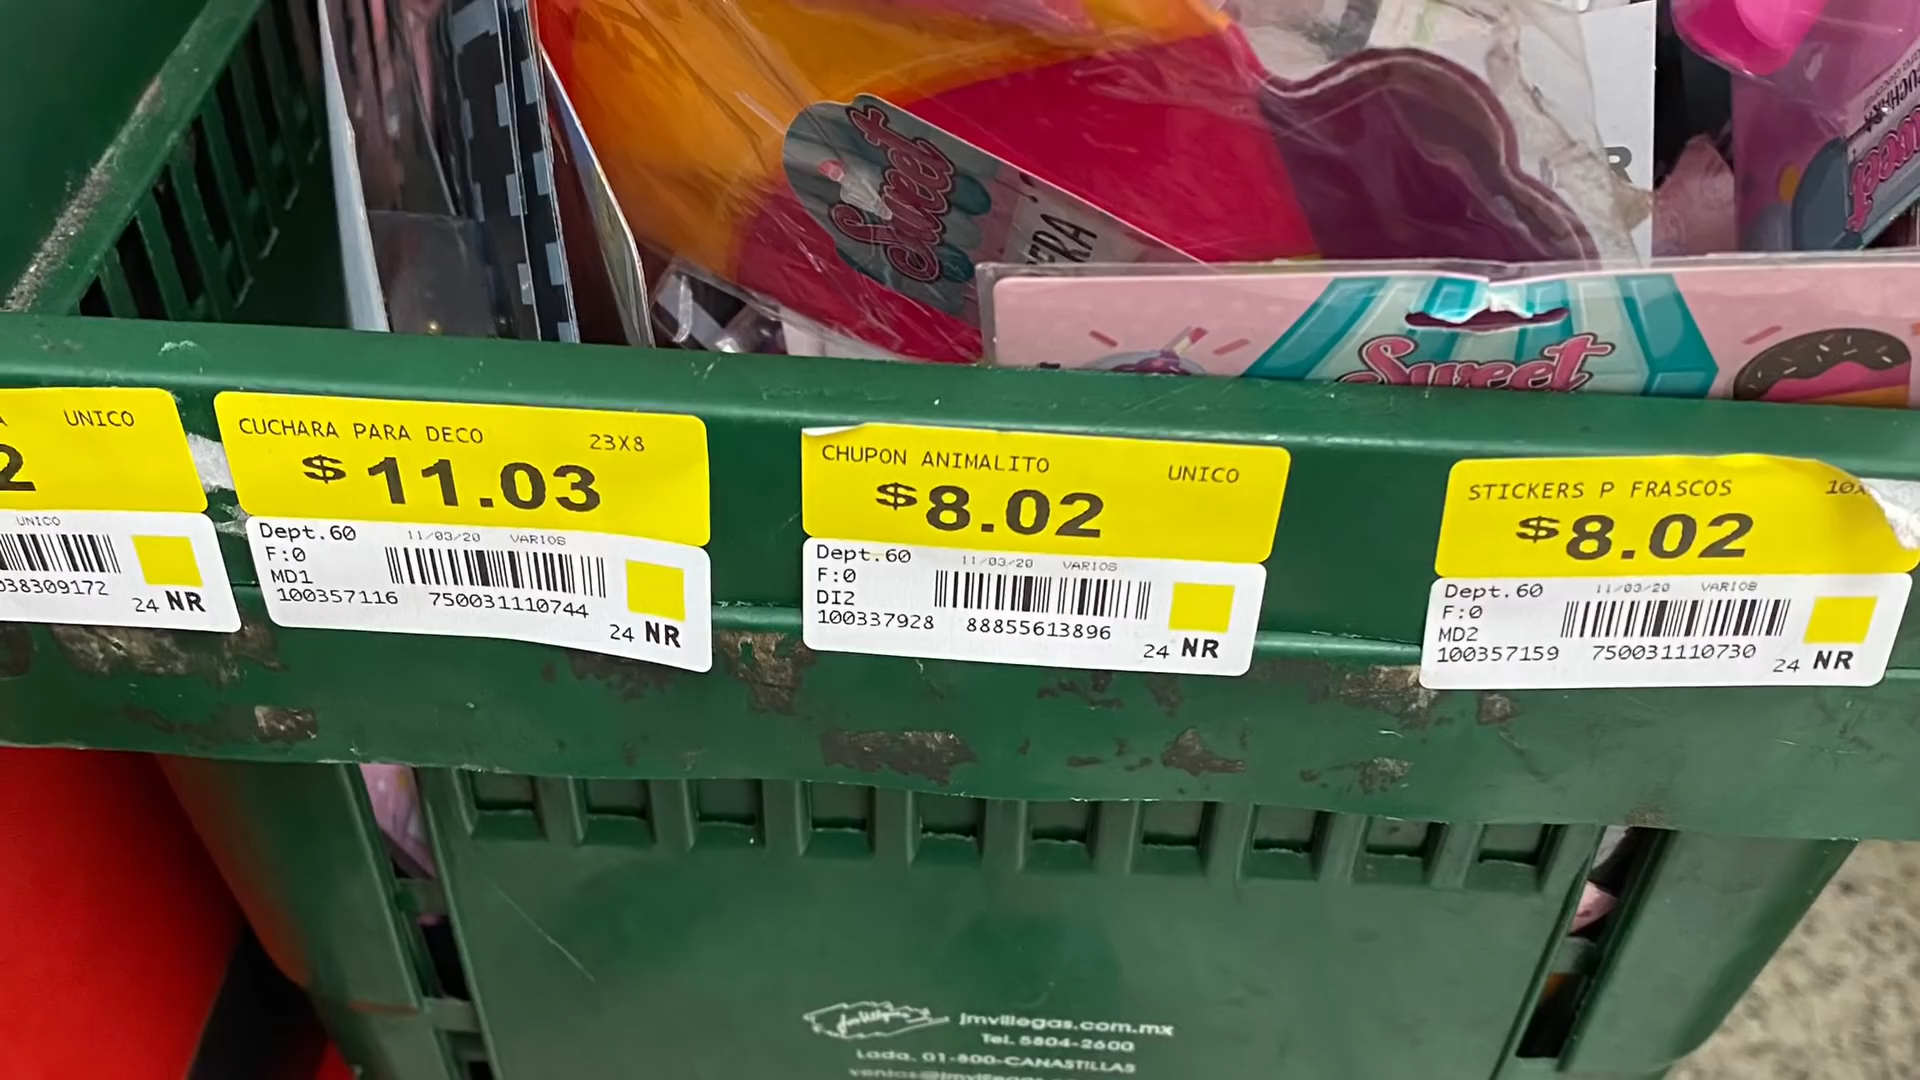 Sweet
Sweet
UNICO
2
UNICO
038309172
24 NR
CUCHARA PARA DECO 23X8
$11.03
Dept.60 11/03/20 VARIOS
F:0
MD1
100357116 750031110744
24 NR
CHUPON ANIMALITO UNICO
$8.02
Dept.60 11/03/20 VARIOS
F:0
DI2
100337928 88855613896
24 NR
STICKERS P FRASCOS
$8.02
Dept.60 11/03/20 VARIOS
F:0
MD2
100357159 750031110730
24 NR
jmvillegas.com.mx
Tel. 5804-2600
Lada. 01-800-CANASTILLAS